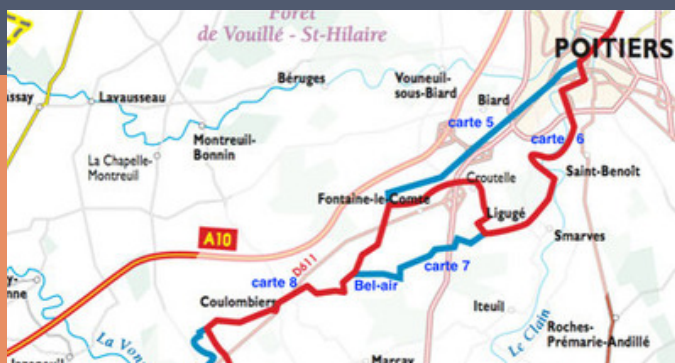 Forêt
de Vouillé - St-Hilaire
POITIERS
Béruges
Vouneuil-
sous-Biard
Lavausseau
Biard
carte 5
carte 6
Montreuil-
Bonnin
La Chapelle-
Montreuil
Saint-Benoît
Croutelle
Fontaine-le-Comte
Ligugé
Smarves
A10
D611
carte 7
carte 8
Bel-air
Coulombiers
Iteuil
Le Clain
Roches-
Prémarie-Andillé
La Von
Marçay